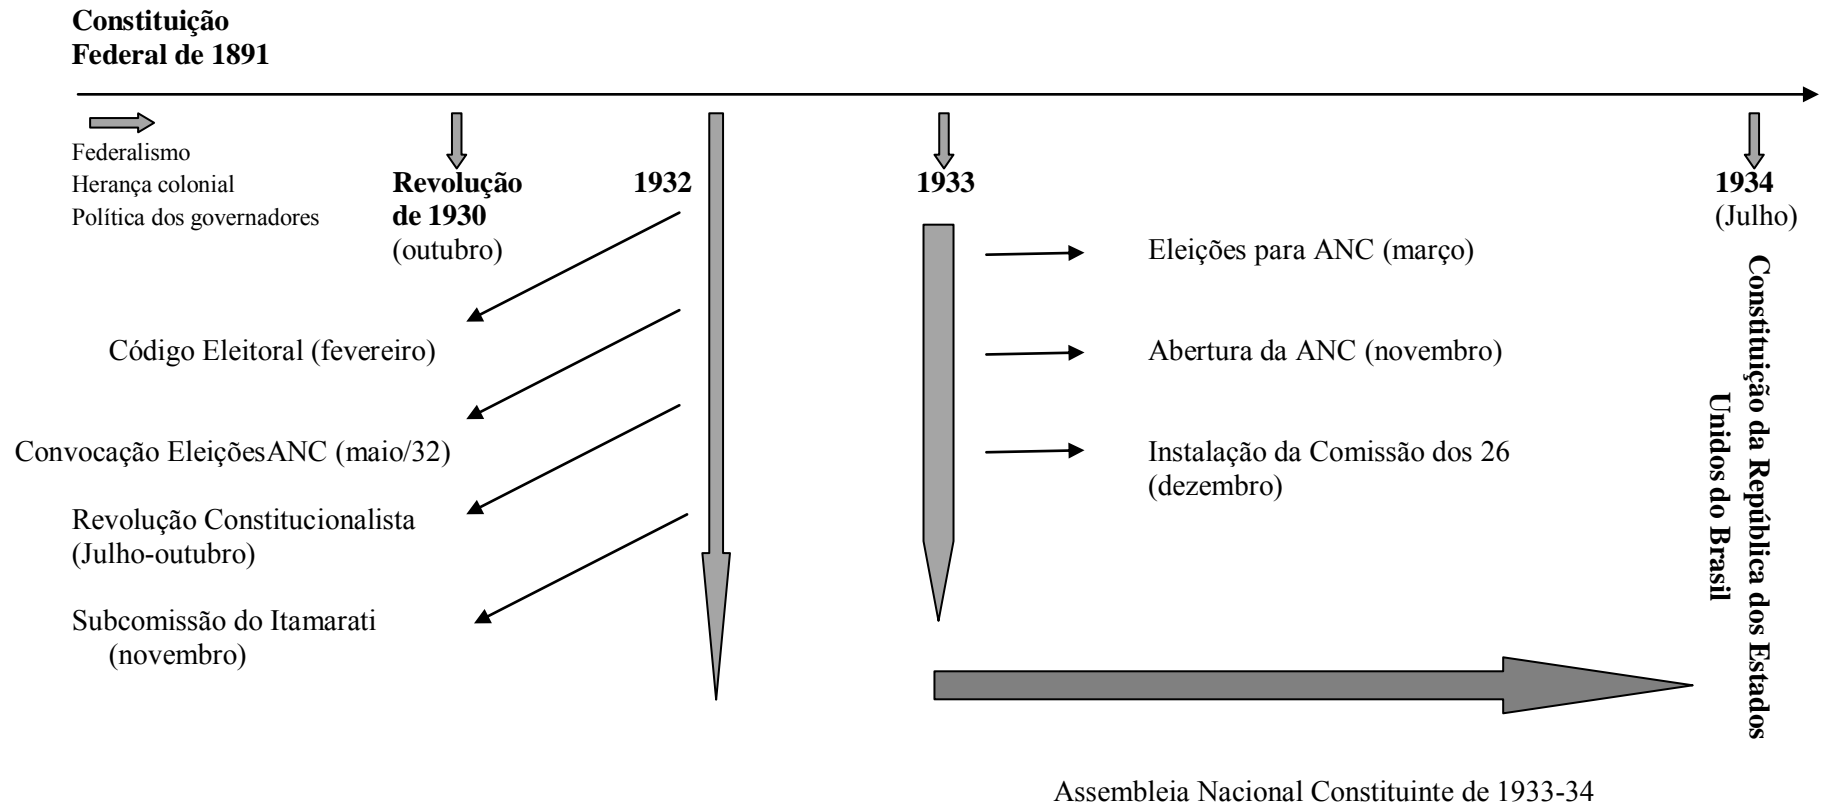 Constituição
Federal de 1891
Federalismo
Herança colonial
Política dos governadores
Revolução
de 1930
(outubro)
1932
Código Eleitoral (fevereiro)
Convocação EleiçõesANC (maio/32)
Revolução Constitucionalista
(Julho-outubro)
Subcomissão do Itamarati
(novembro)
1933
Eleições para ANC (março)
Abertura da ANC (novembro)
Instalação da Comissão dos 26
(dezembro)
1934
(Julho)
Constituição da República dos Estados
Unidos do Brasil
Assembleia Nacional Constituinte de 1933-34